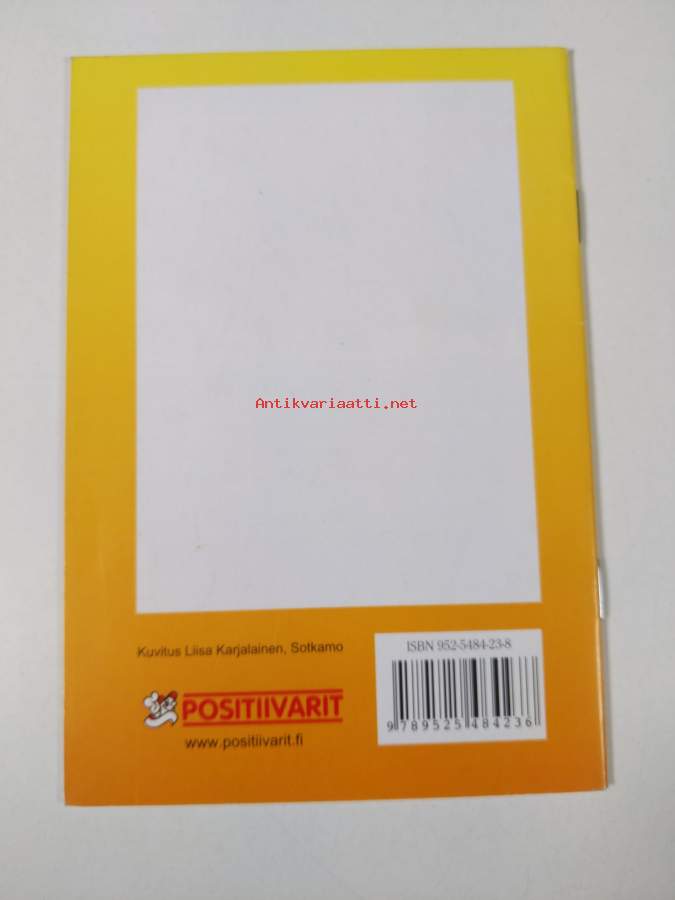 Antikvariaatti.net
Kuvitus Liisa Karjalainen, Sotkamo
POSITIIVARIT
www.positiivarit.fi
ISBN 952-5484-23-8
9 789525 484236